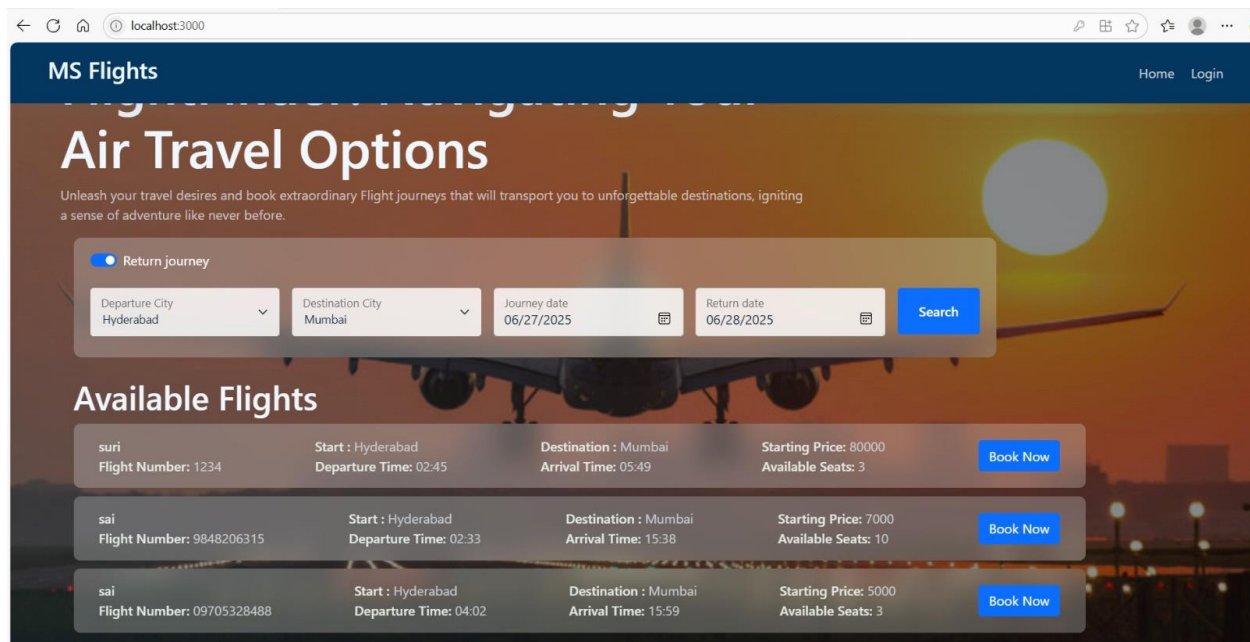 localhost:3000
MS Flights
Home Login
Air Travel Options
Unleash your travel desires and book extraordinary Flight journeys that will transport you to unforgettable destinations, igniting
a sense of adventure like never before.
Return journey
Departure City
Hyderabad
Destination City
Mumbai
Journey date
06/27/2025
Return date
06/28/2025
Search
Available Flights
suri
Flight Number: 1234
Start : Hyderabad
Departure Time: 02:45
Destination : Mumbai
Arrival Time: 05:49
Starting Price: 80000
Available Seats: 3
Book Now
sai
Flight Number: 9848206315
Start : Hyderabad
Departure Time: 02:33
Destination : Mumbai
Arrival Time: 15:38
Starting Price: 7000
Available Seats: 10
Book Now
sai
Flight Number: 09705328488
Start : Hyderabad
Departure Time: 04:02
Destination : Mumbai
Arrival Time: 15:59
Starting Price: 5000
Available Seats: 3
Book Now